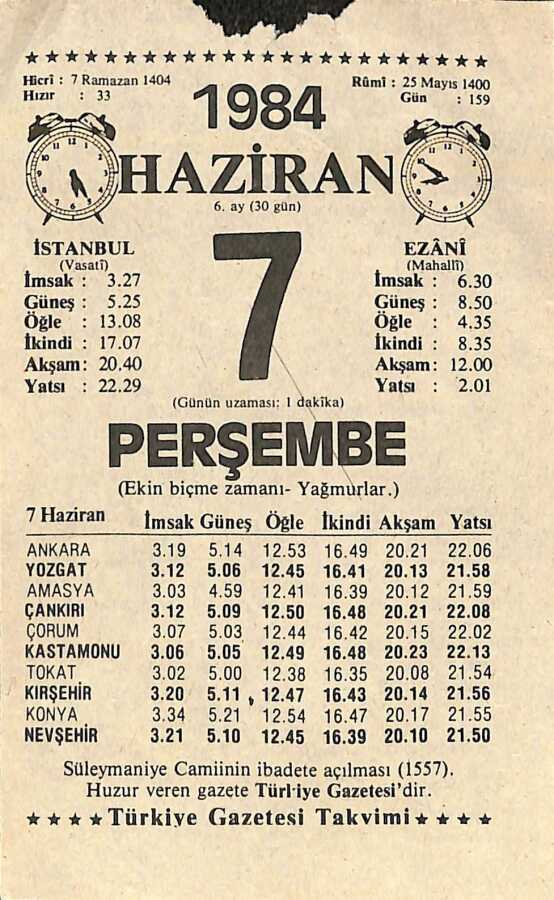 ★ ★ ★ ★ ★ ★ ★ ★ ★ ★ ★ ★ ★ ★ ★ ★ ★ ★ ★ ★ ★ ★ ★ ★
Hicrî : 7 Ramazan 1404
Hızır : 33
1984
Rûmî : 25 Mayıs 1400
Gün : 159
HAZİRAN
6. ay (30 gün)
7
İSTANBUL
(Vasatî)
İmsak : 3.27
Güneş : 5.25
Öğle : 13.08
İkindi : 17.07
Akşam: 20.40
Yatsı : 22.29
EZÂNÎ
(Mahallî)
İmsak : 6.30
Güneş : 8.50
Öğle : 4.35
İkindi : 8.35
Akşam: 12.00
Yatsı : 2.01
(Günün uzaması: 1 dakîka)
PERŞEMBE
(Ekin biçme zamanı- Yağmurlar.)
7 Haziran İmsak Güneş Öğle İkindi Akşam Yatsı
ANKARA 3.19 5.14 12.53 16.49 20.21 22.06
YOZGAT 3.12 5.06 12.45 16.41 20.13 21.58
AMASYA 3.03 4.59 12.41 16.39 20.12 21.59
ÇANKIRI 3.12 5.09 12.50 16.48 20.21 22.08
ÇORUM 3.07 5.03 12.44 16.42 20.15 22.02
KASTAMONU 3.06 5.05 12.49 16.48 20.23 22.13
TOKAT 3.02 5.00 12.38 16.35 20.08 21.54
KIRŞEHİR 3.20 5.11 12.47 16.43 20.14 21.56
KONYA 3.34 5.21 12.54 16.47 20.17 21.55
NEVŞEHİR 3.21 5.10 12.45 16.39 20.10 21.50
Süleymaniye Camiinin ibadete açılması (1557).
Huzur veren gazete Türkiye Gazetesi'dir.
★ ★ ★ ★ Türkiye Gazetesi Takvimi ★ ★ ★ ★